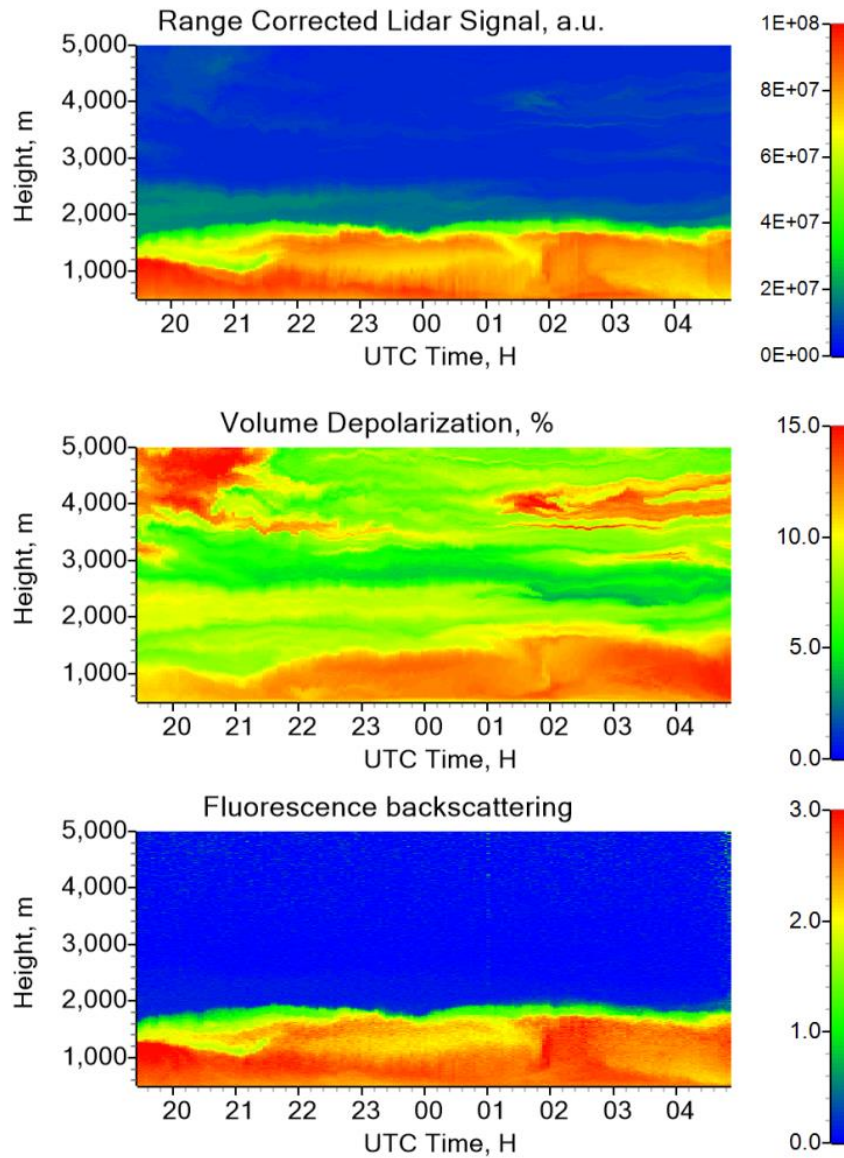 Range Corrected Lidar Signal, a.u.
5,000
4,000
3,000
2,000
1,000
Height, m
20 21 22 23 00 01 02 03 04
UTC Time, H
1E+08
8E+07
6E+07
4E+07
2E+07
0E+00
Volume Depolarization, %
5,000
4,000
3,000
2,000
1,000
Height, m
20 21 22 23 00 01 02 03 04
UTC Time, H
15.0
10.0
5.0
0.0
Fluorescence backscattering
5,000
4,000
3,000
2,000
1,000
Height, m
20 21 22 23 00 01 02 03 04
UTC Time, H
3.0
2.0
1.0
0.0